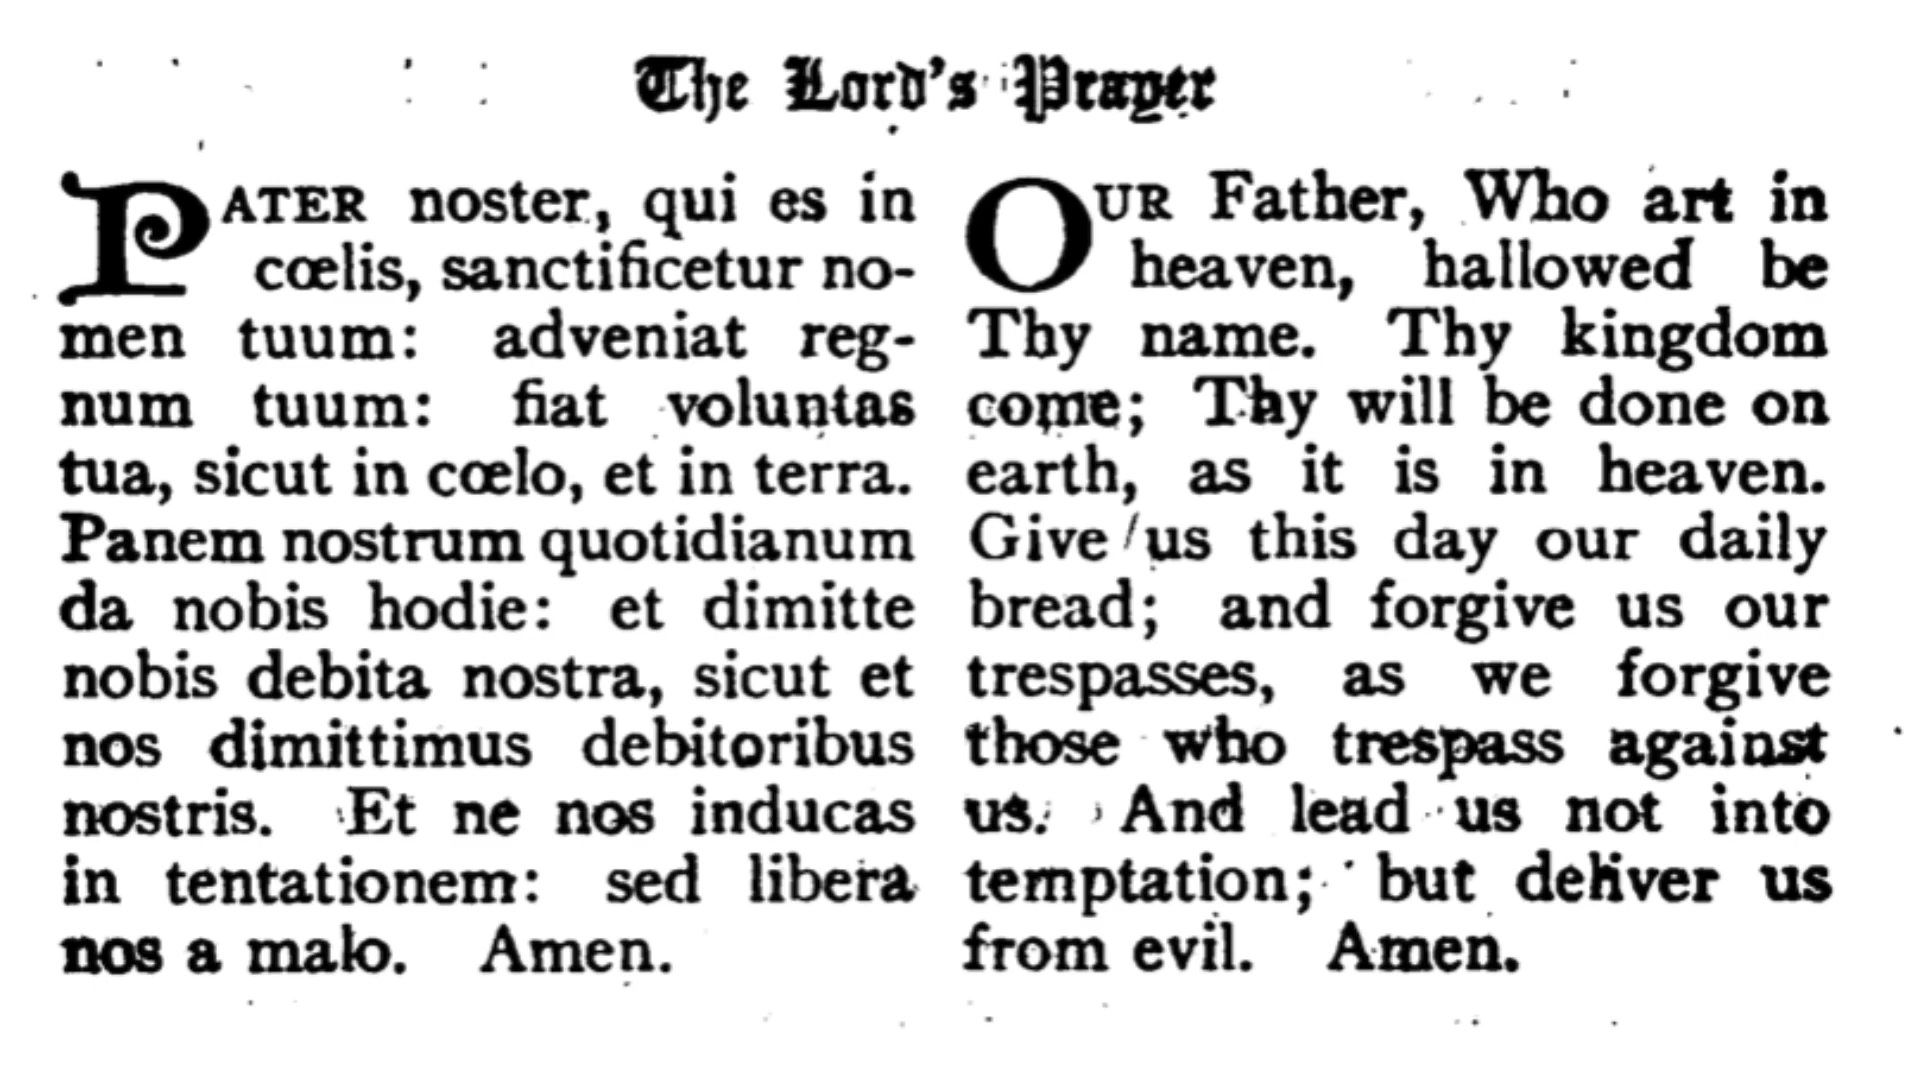 The Lord's Prayer
PATER noster, qui es in
cœlis, sanctificetur no-
men tuum: adveniat reg-
num tuum: fiat voluntas
tua, sicut in cœlo, et in terra.
Panem nostrum quotidianum
da nobis hodie: et dimitte
nobis debita nostra, sicut et
nos dimittimus debitoribus
nostris. Et ne nos inducas
in tentationem: sed libera
nos a malo. Amen.
OUR Father, Who art in
heaven, hallowed be
Thy name. Thy kingdom
come; Thy will be done on
earth, as it is in heaven.
Give us this day our daily
bread; and forgive us our
trespasses, as we forgive
those who trespass against
us. And lead us not into
temptation; but deliver us
from evil. Amen.